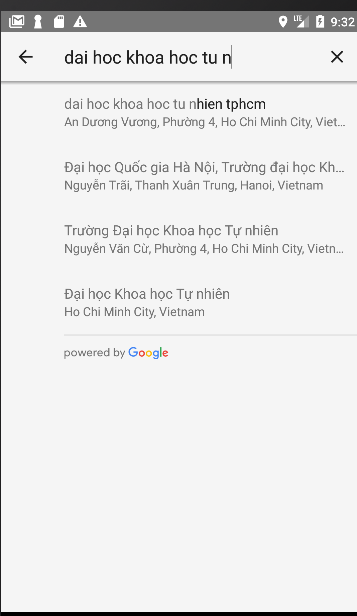 LTE 9:32
dai hoc khoa hoc tu n
dai hoc khoa hoc tu nhien tphcm
An Dương Vương, Phường 4, Ho Chi Minh City, Viet...
Đại học Quốc gia Hà Nội, Trường đại học Kh...
Nguyễn Trãi, Thanh Xuân Trung, Hanoi, Vietnam
Trường Đại học Khoa học Tự nhiên
Nguyễn Văn Cừ, Phường 4, Ho Chi Minh City, Vietn...
Đại học Khoa học Tự nhiên
Ho Chi Minh City, Vietnam
powered by Google